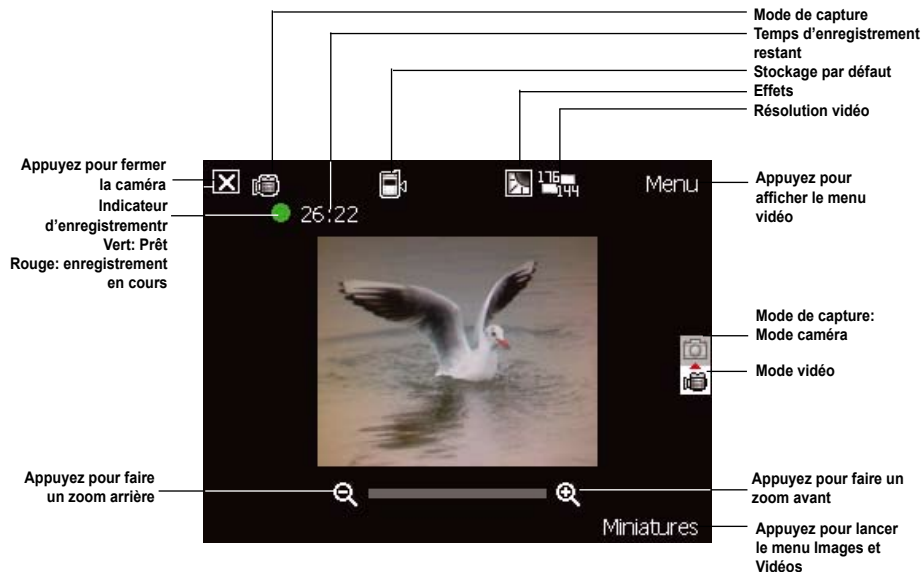 Mode de capture
Temps d'enregistrement
restant
Stockage par défaut
Effets
Résolution vidéo
Appuyez pour fermer
la caméra
Indicateur
d'enregistrementr
Vert: Prêt
Rouge: enregistrement
en cours
176
144
Menu
26:22
Appuyez pour
afficher le menu
vidéo
Mode de capture:
Mode caméra
Mode vidéo
Appuyez pour faire
un zoom arrière
Appuyez pour faire un
zoom avant
Miniatures
Appuyez pour lancer
le menu Images et
Vidéos